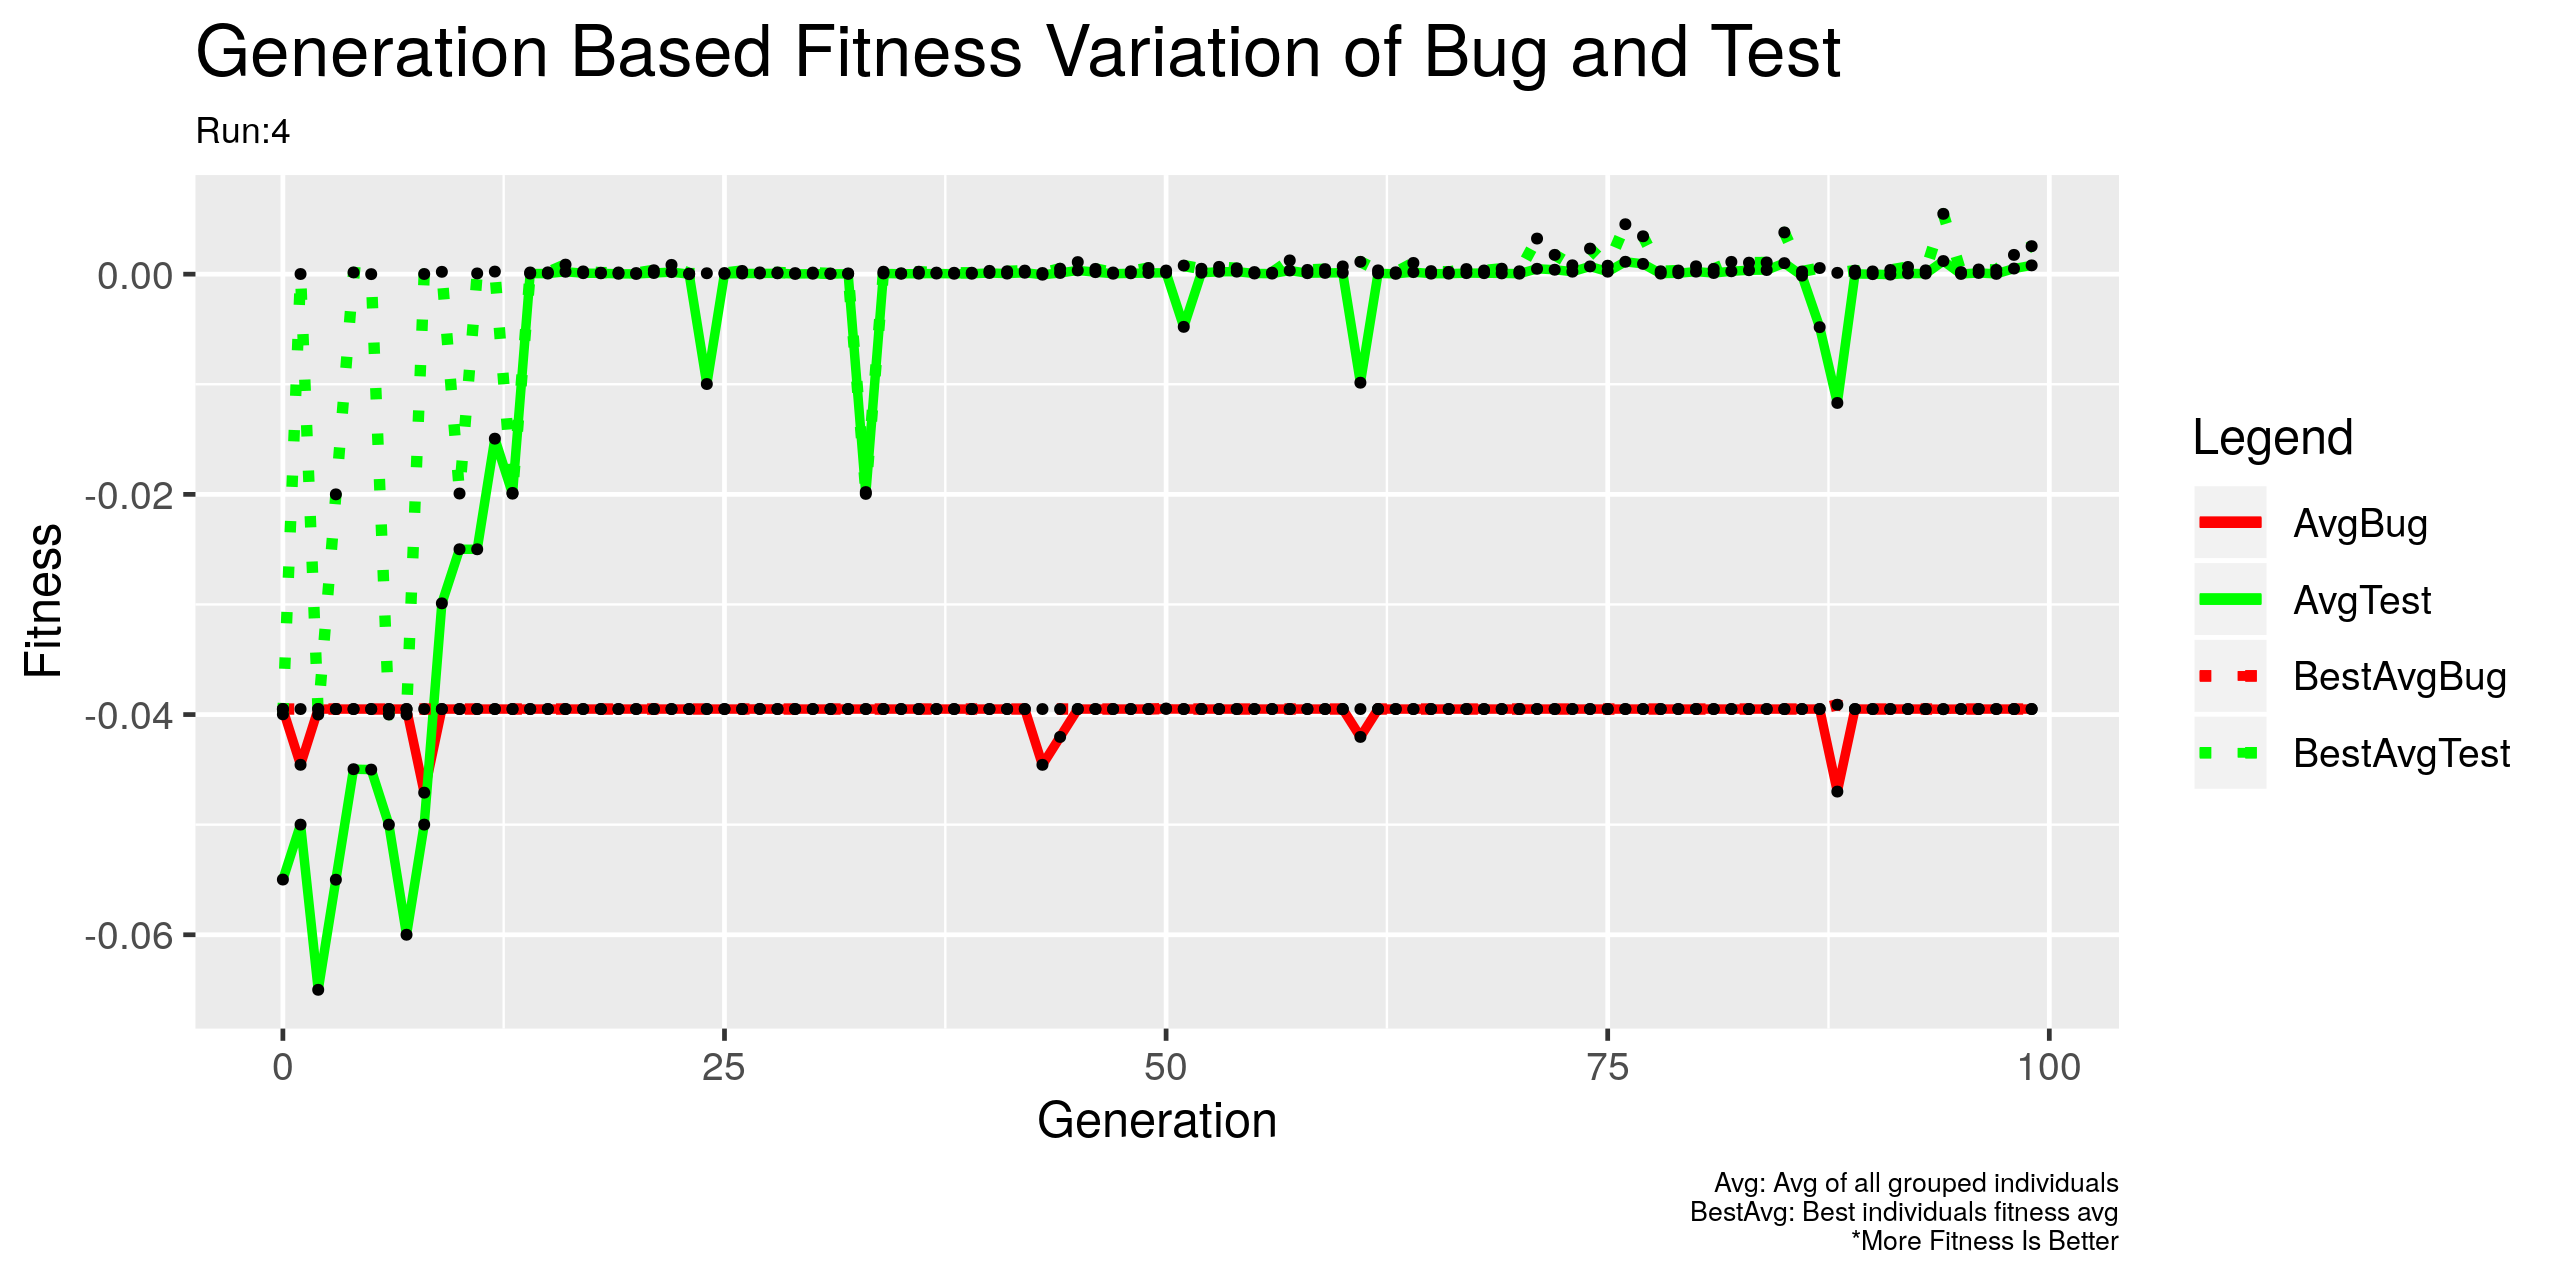 Generation Based Fitness Variation of Bug and Test
Run:4
Fitness
0.00
-0.02
-0.04
-0.06
0
25
50
75
100
Generation
Legend
AvgBug
AvgTest
BestAvgBug
BestAvgTest
Avg: Avg of all grouped individuals
BestAvg: Best individuals fitness avg
*More Fitness Is Better